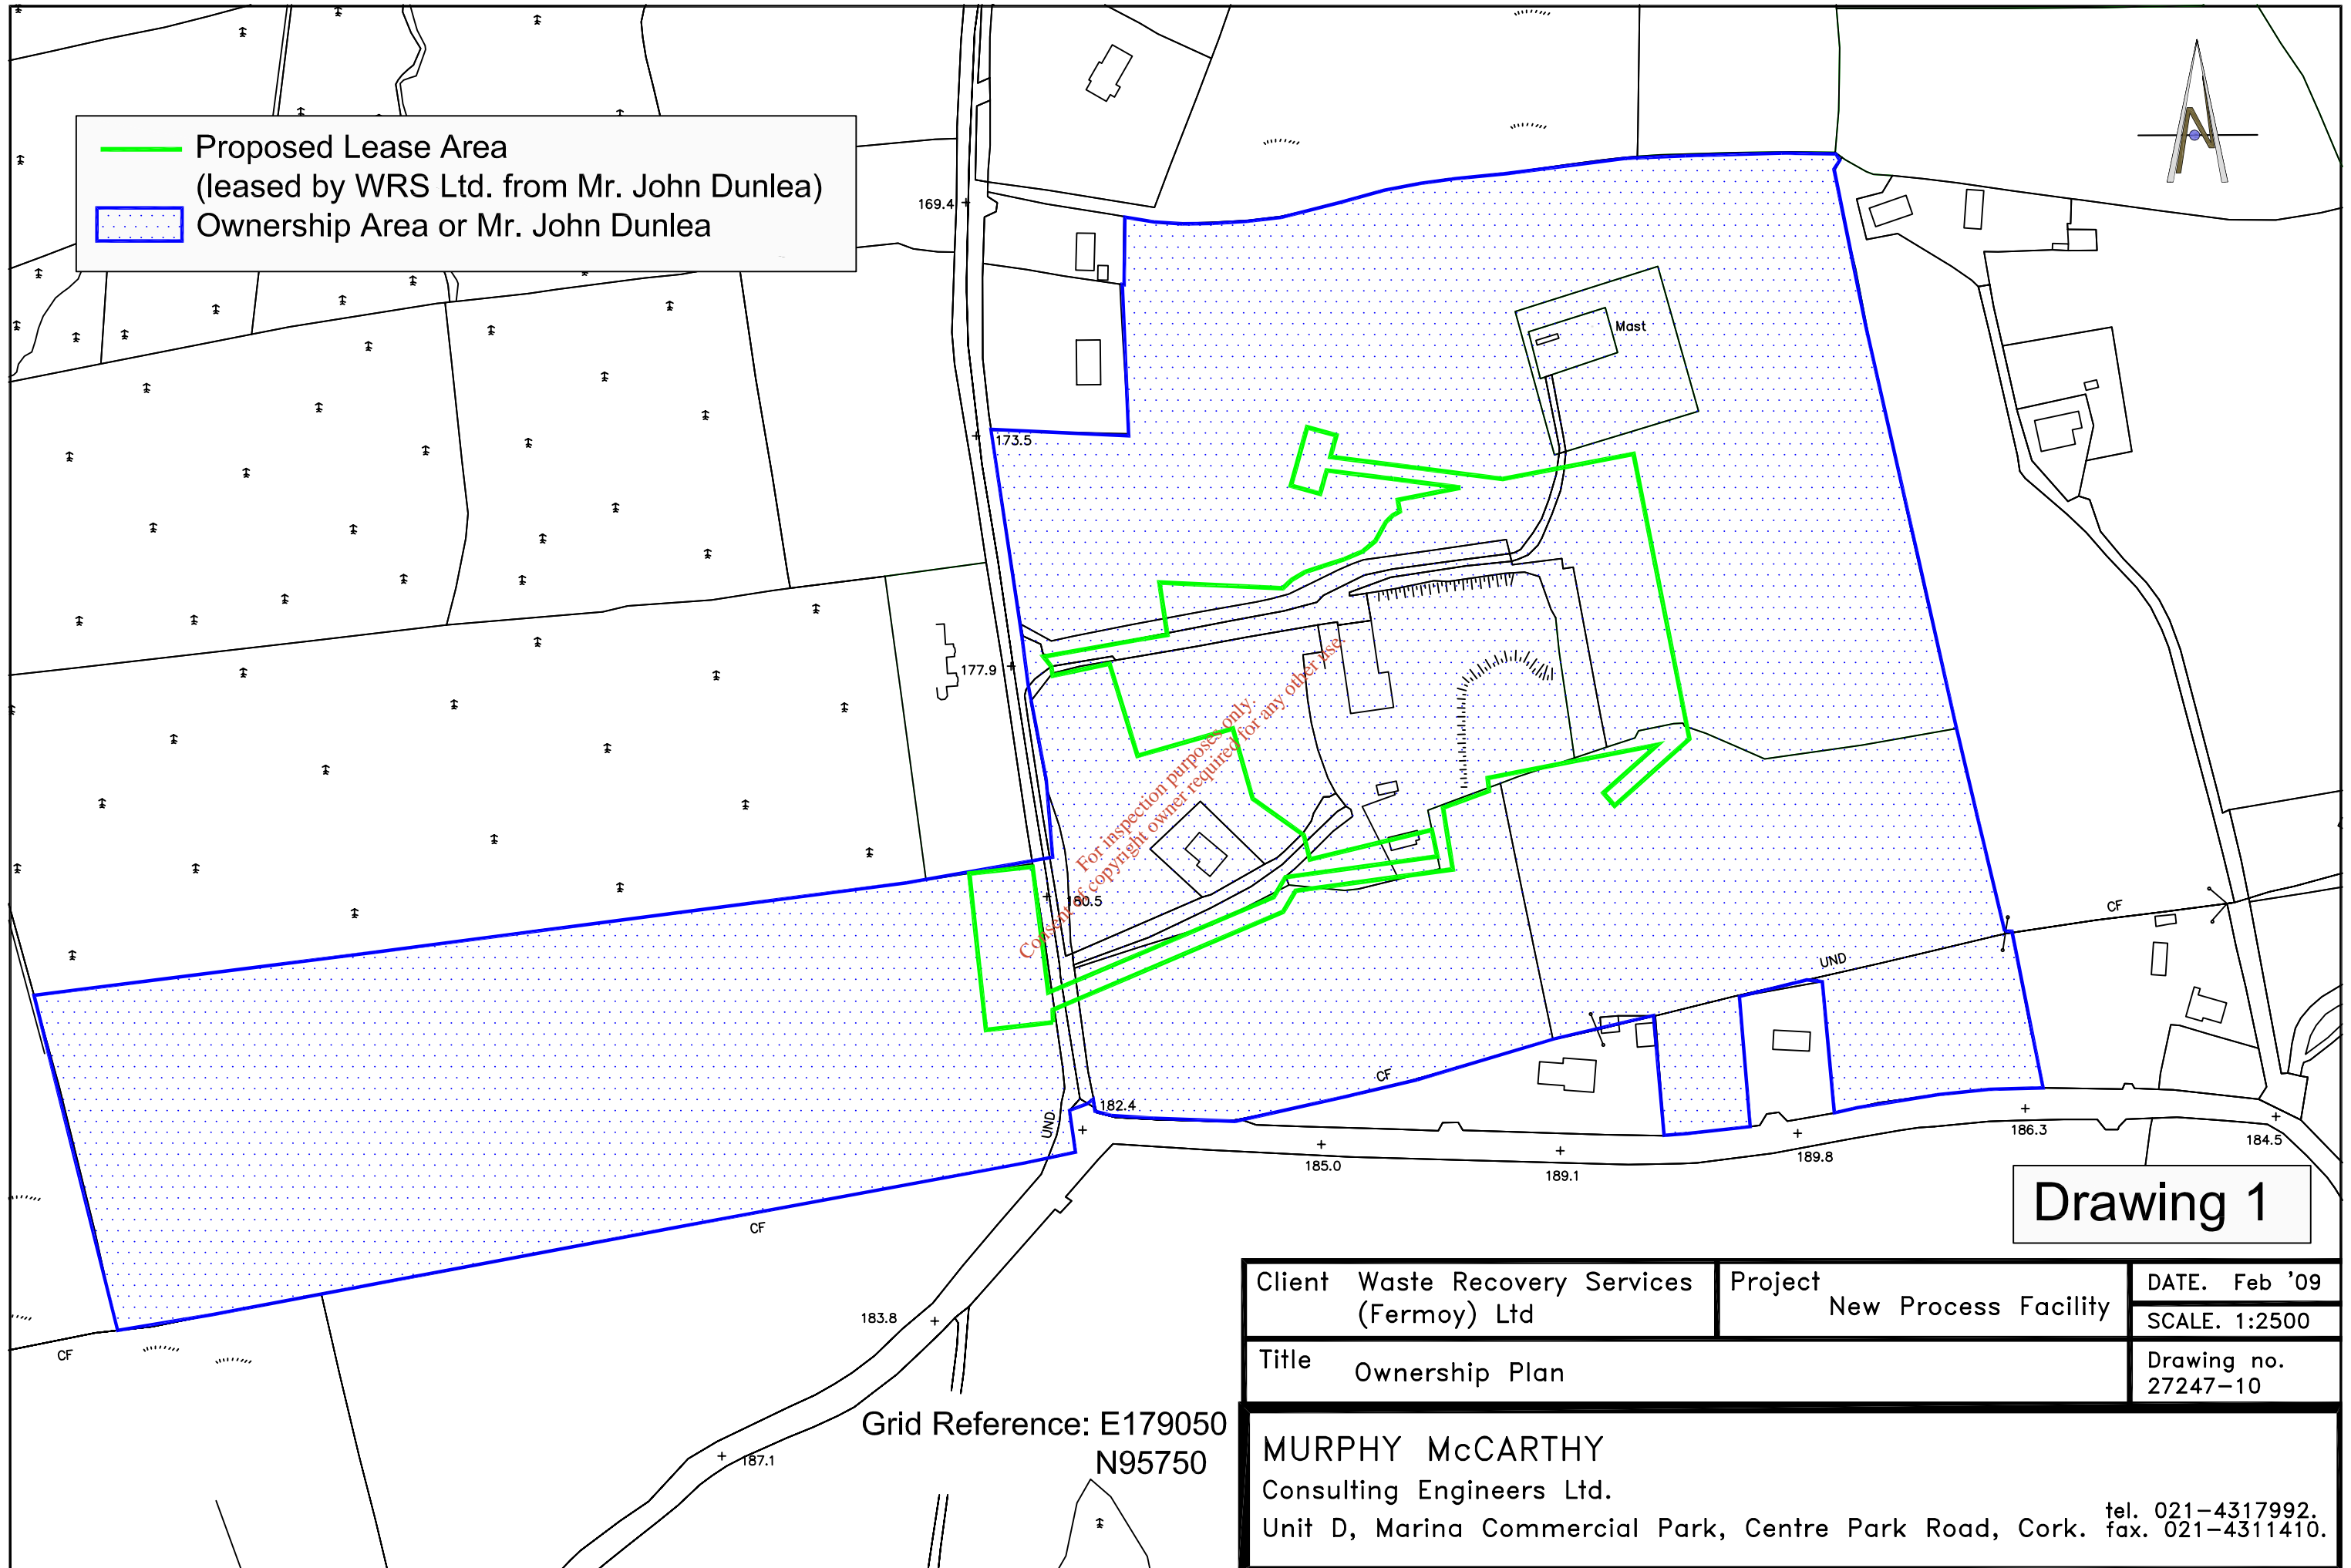 Proposed Lease Area
(leased by WRS Ltd. from Mr. John Dunlea)
Ownership Area or Mr. John Dunlea
N
169.4
Mast
173.5
177.9
For inspection purposes only.
Consent of copyright owner required for any other use.
180.5
CF
UND
CF
182.4
UND
186.3
184.5
185.0
189.1
189.8
CF
CF
183.8
187.1
Drawing 1
Grid Reference: E179050
N95750
Client Waste Recovery Services
(Fermoy) Ltd
Project
New Process Facility
DATE. Feb '09
SCALE. 1:2500
Title Ownership Plan
Drawing no.
27247-10
MURPHY McCARTHY
Consulting Engineers Ltd.
Unit D, Marina Commercial Park, Centre Park Road, Cork.
tel. 021-4317992.
fax. 021-4311410.